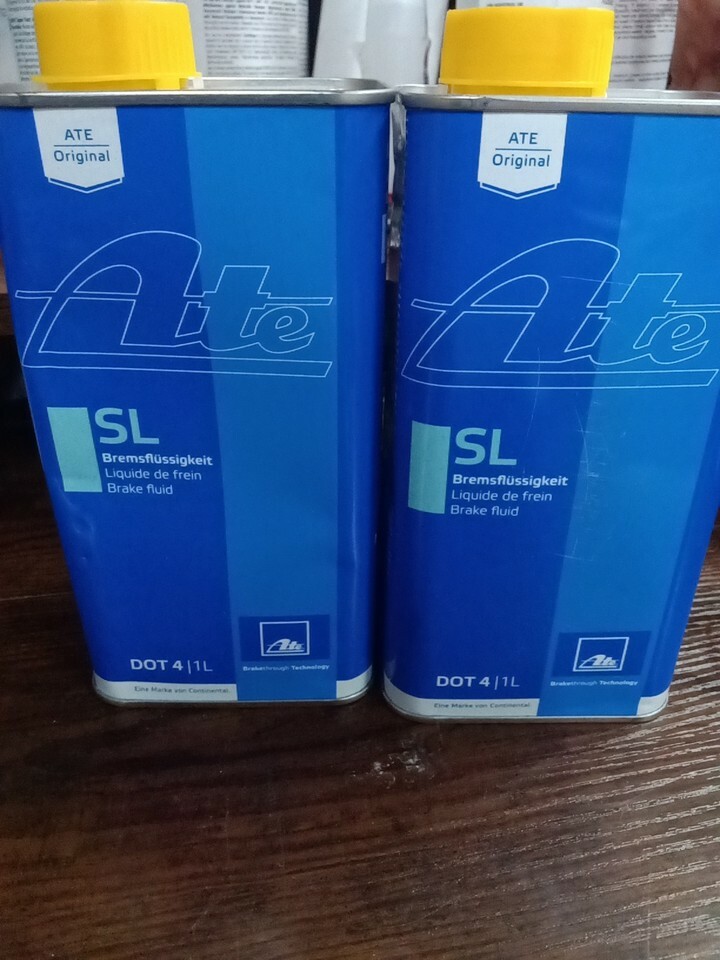 ATE
Original
Ate
SL
Bremsflüssigkeit
Liquide de frein
Brake fluid
DOT 4 | 1L
Ate
Brakethrough Technology
Eine Marke von Continental
ATE
Original
Ate
SL
Bremsflüssigkeit
Liquide de frein
Brake fluid
DOT 4 | 1L
Ate
Brakethrough Technology
Eine Marke von Continental